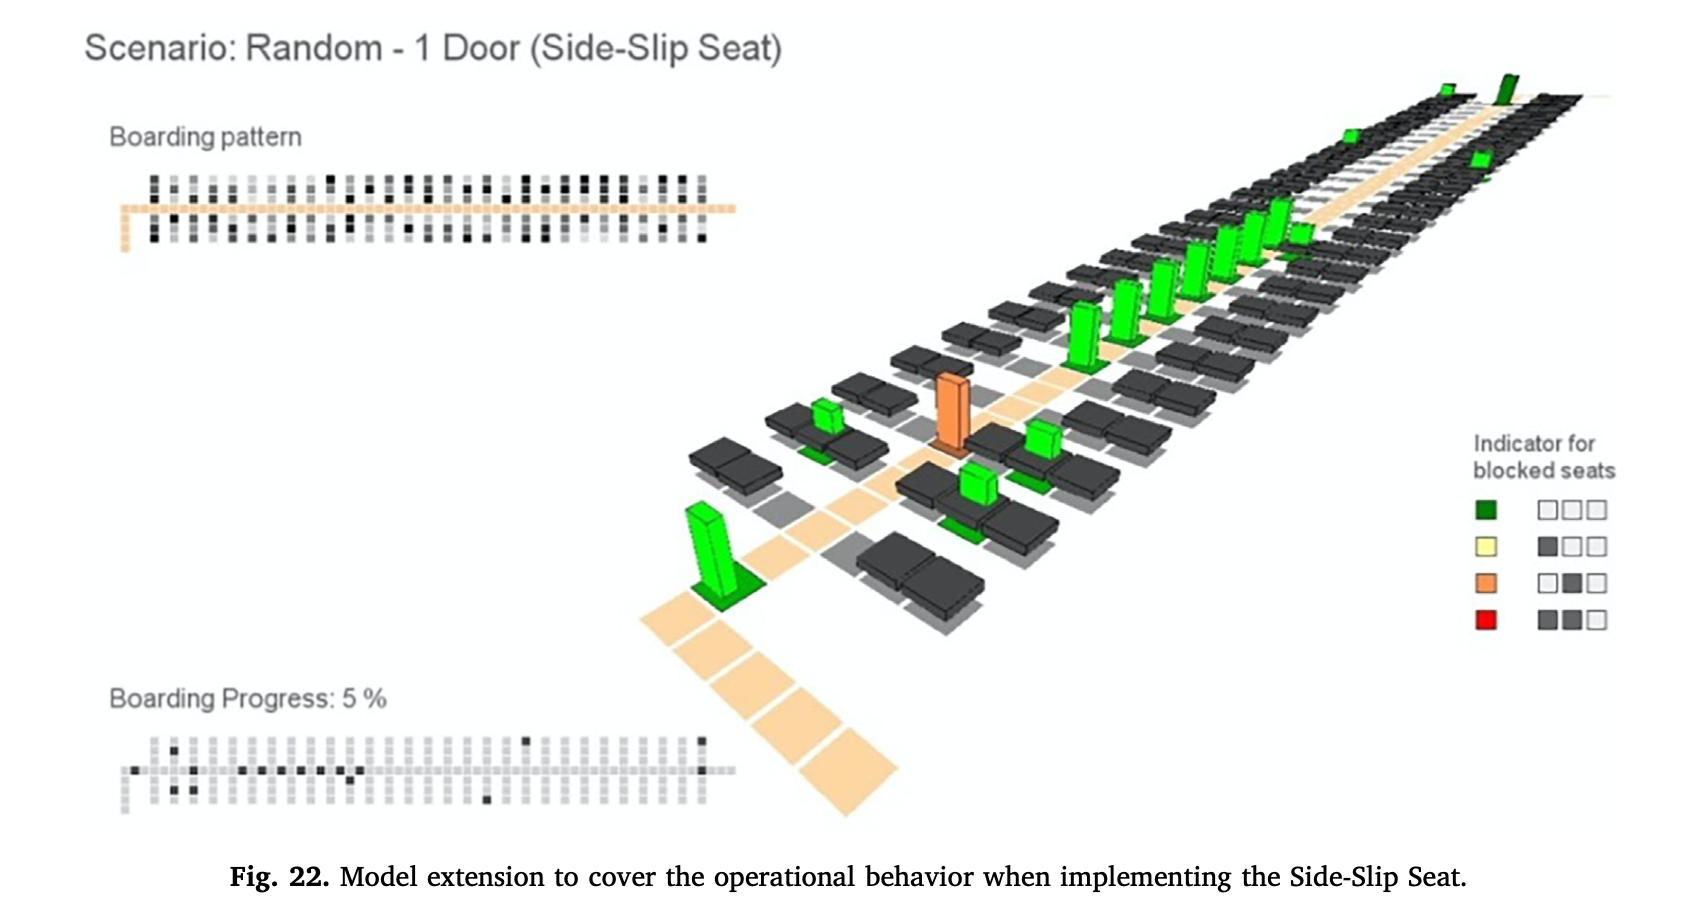 Scenario: Random - 1 Door (Side-Slip Seat)
Boarding pattern
Indicator for
blocked seats
Boarding Progress: 5 %
Fig. 22. Model extension to cover the operational behavior when implementing the Side-Slip Seat.